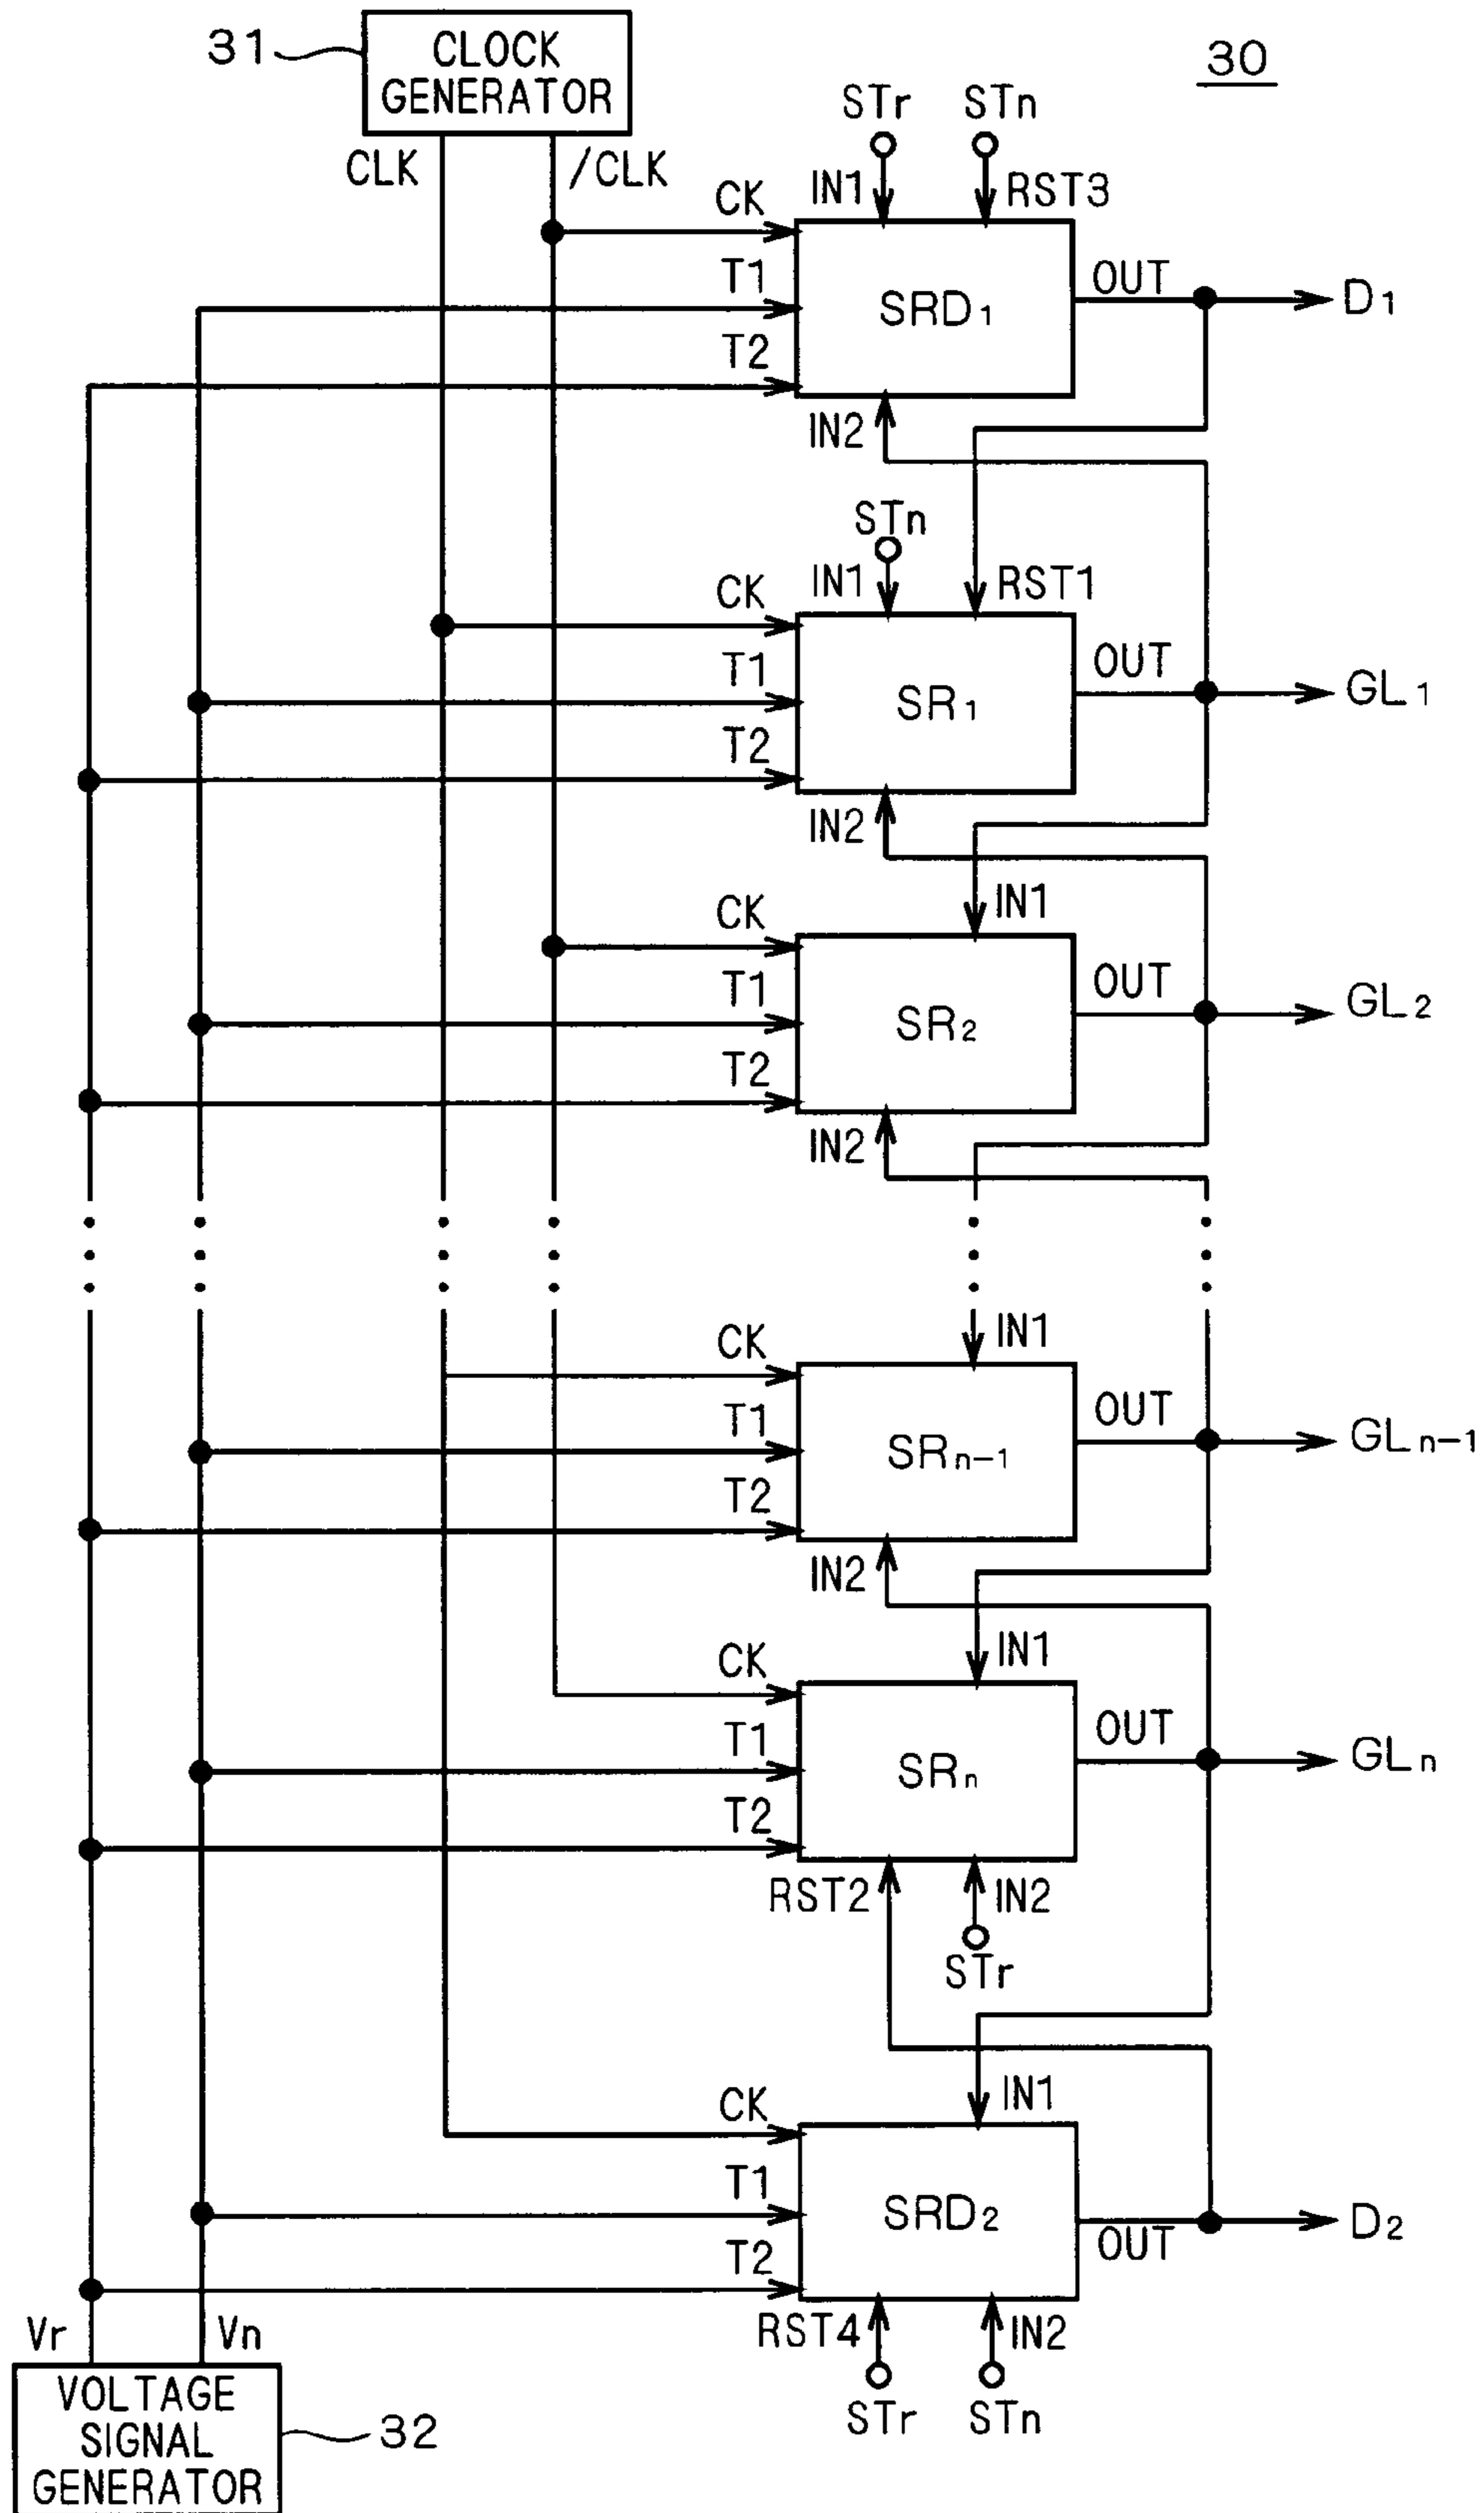 31
CLOCK
GENERATOR
30
CLK
/CLK
STr
STn
IN1
RST3
CK
T1
T2
SRD1
OUT
D1
IN2
STn
IN1
RST1
CK
T1
T2
SR1
OUT
GL1
IN2
IN1
CK
T1
T2
SR2
OUT
GL2
IN2
IN1
CK
T1
T2
SRn-1
OUT
GLn-1
IN2
IN1
CK
T1
T2
SRn
OUT
GLn
RST2
IN2
STr
IN1
CK
T1
T2
SRD2
OUT
D2
RST4
IN2
STr
STn
Vr
Vn
VOLTAGE
SIGNAL
GENERATOR
32